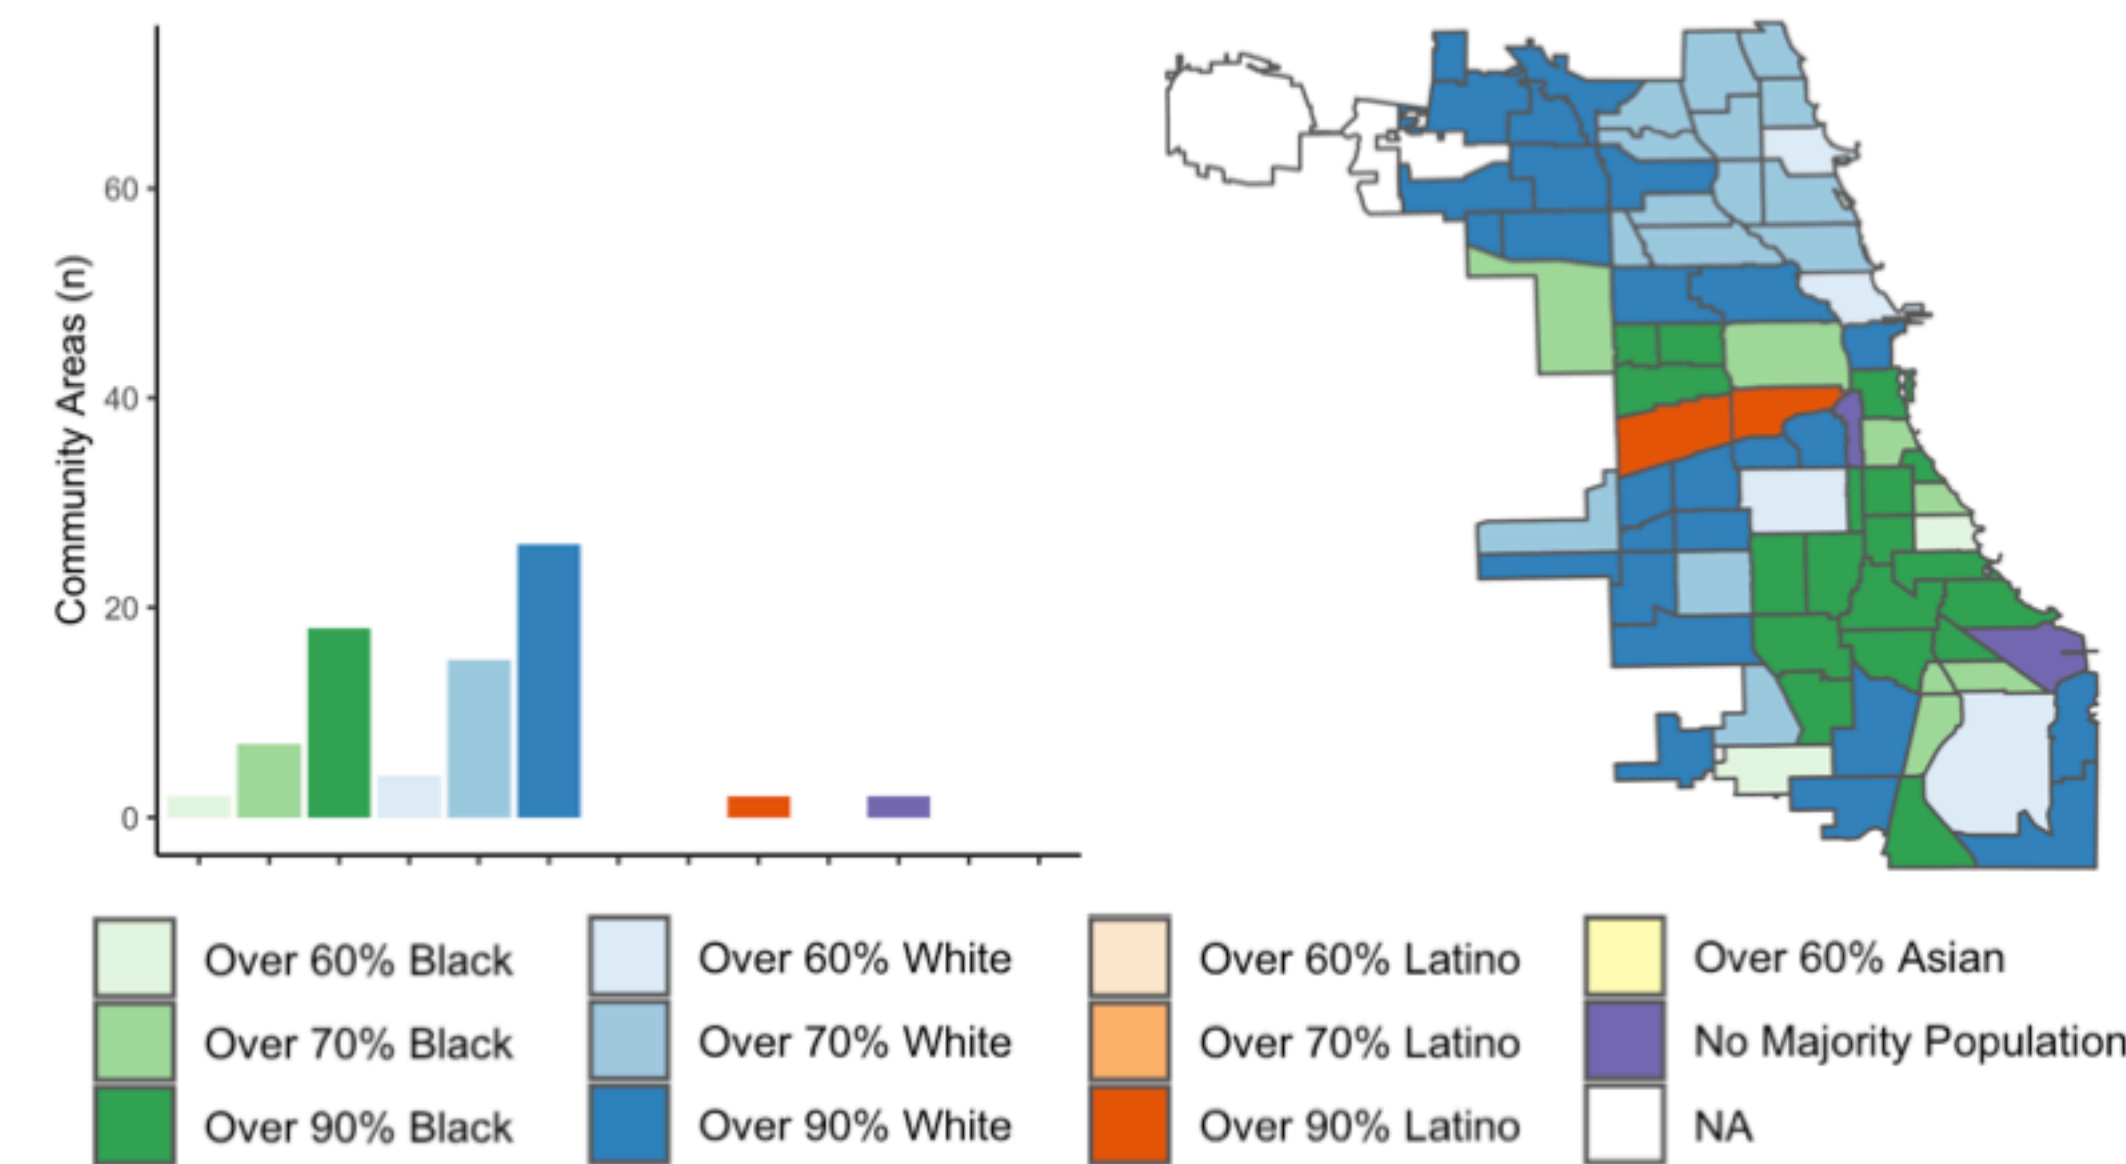 Community Areas (n)
60
40
20
0
Over 60% Black
Over 60% White
Over 60% Latino
Over 60% Asian
Over 70% Black
Over 70% White
Over 70% Latino
No Majority Population
Over 90% Black
Over 90% White
Over 90% Latino
NA